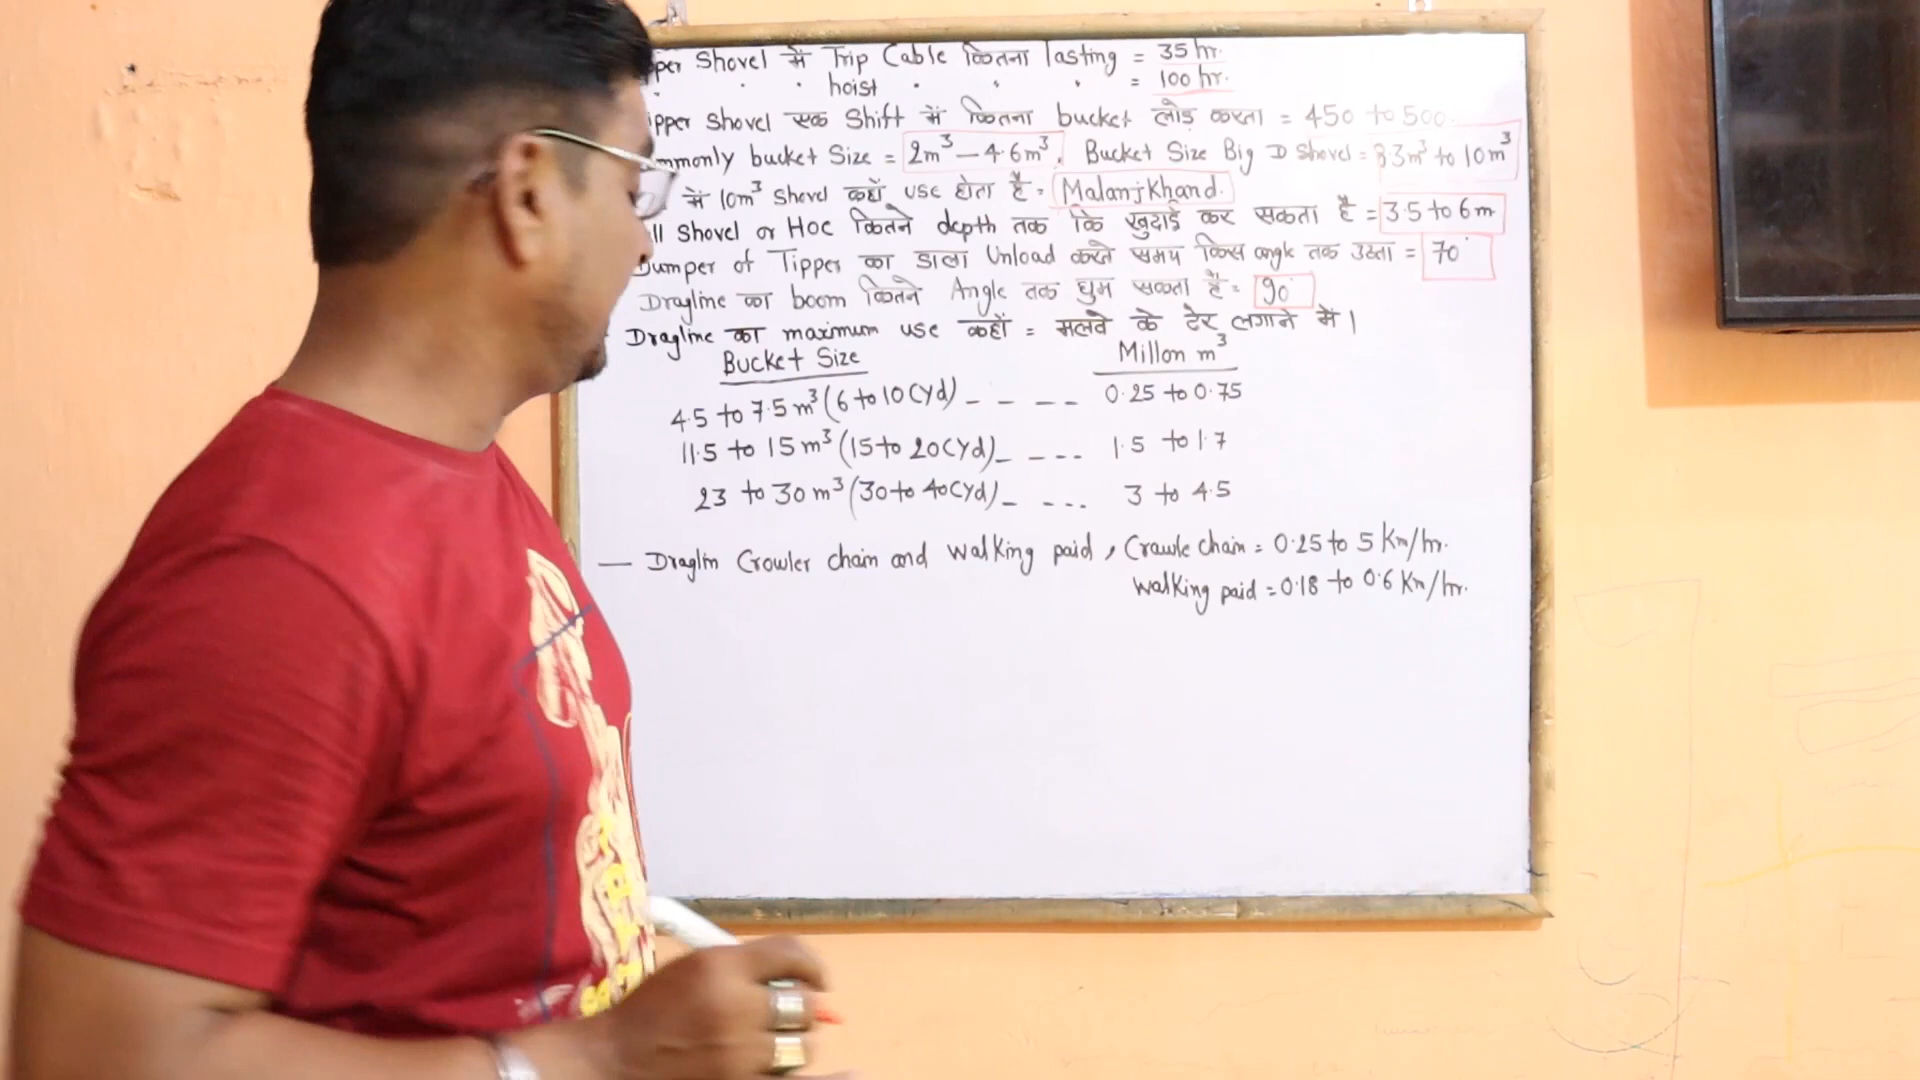 per Shovel में Trip Cable कितना lasting = 35 hr.
" " " hoist " " " = 100 hr.
pper Shovel एक Shift में कितना bucket लोड करता = 450 to 500.
mmonly bucket Size = 2m³ – 4.6m³. Bucket Size Big D Shovel = 3m³ to 10m³
में 10m³ Shovel कहाँ use होता है = Malanjkhand.
ll Shovel or Hoe कितने depth तक कि खुदाई कर सकता है = 3.5 to 6m
Dumper of Tipper का डाला Unload करते समय किस angle तक उठता = 70°
Dragline का boom कितने Angle तक घुम सकता है = 90°
Dragline का maximum use कहाँ = मलवे के ढेर लगाने में।
Bucket Size Millon m³
4.5 to 7.5 m³ (6 to 10 Cyd) - - - - 0.25 to 0.75
11.5 to 15 m³ (15 to 20 Cyd) - - - - 1.5 to 1.7
23 to 30 m³ (30 to 40 Cyd) - - - - 3 to 4.5
— Draglin Crowler chain and walking paid, Crawle chain = 0.25 to 5 Km/hr.
walking paid = 0.18 to 0.6 Km/hr.